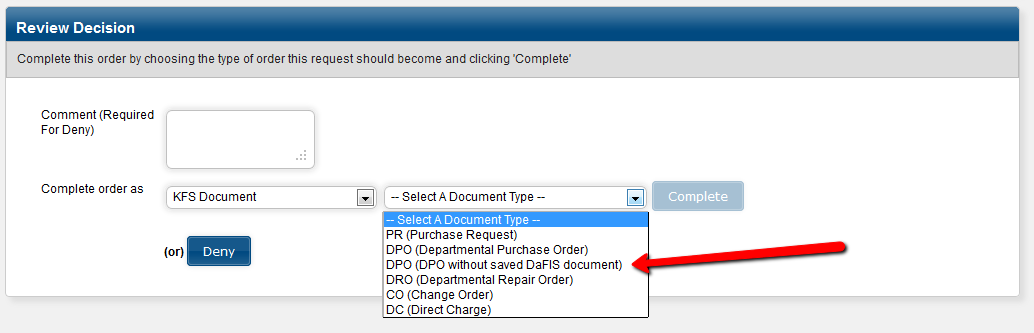 Review Decision
Complete this order by choosing the type of order this request should become and clicking 'Complete'
Comment (Required
For Deny)
Complete order as
KFS Document
-- Select A Document Type --
Complete
-- Select A Document Type --
PR (Purchase Request)
DPO (Departmental Purchase Order)
DPO (DPO without saved DaFIS document)
DRO (Departmental Repair Order)
CO (Change Order)
DC (Direct Charge)
(or)
Deny